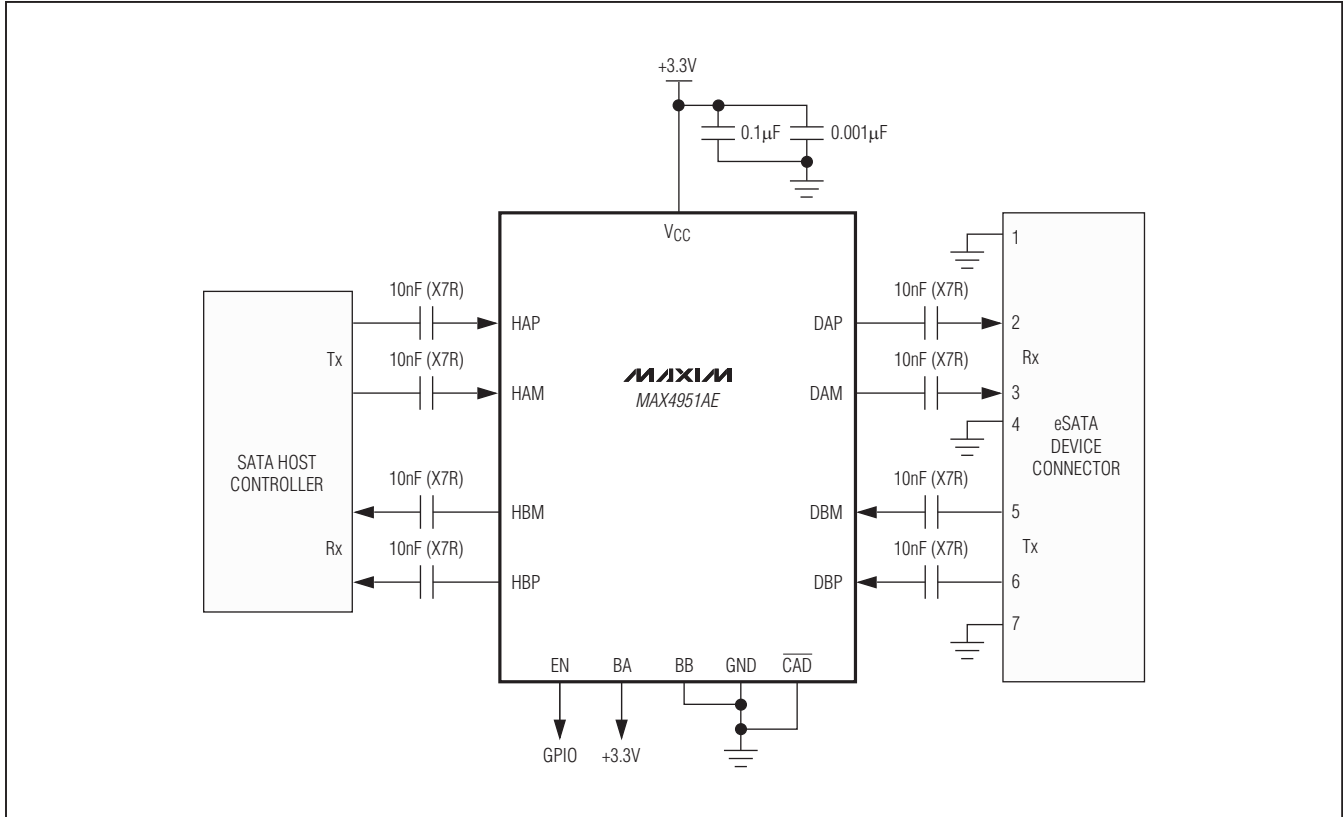 +3.3V
0.1µF
0.001µF
VCC
10nF (X7R)
HAP
DAP
10nF (X7R)
1
2
Tx
10nF (X7R)
HAM
MAXIM
MAX4951AE
DAM
10nF (X7R)
Rx
3
4
SATA HOST
CONTROLLER
eSATA
DEVICE
CONNECTOR
10nF (X7R)
HBM
DBM
10nF (X7R)
5
Rx
10nF (X7R)
HBP
DBP
10nF (X7R)
Tx
6
7
EN
BA
BB
GND
CAD
GPIO
+3.3V